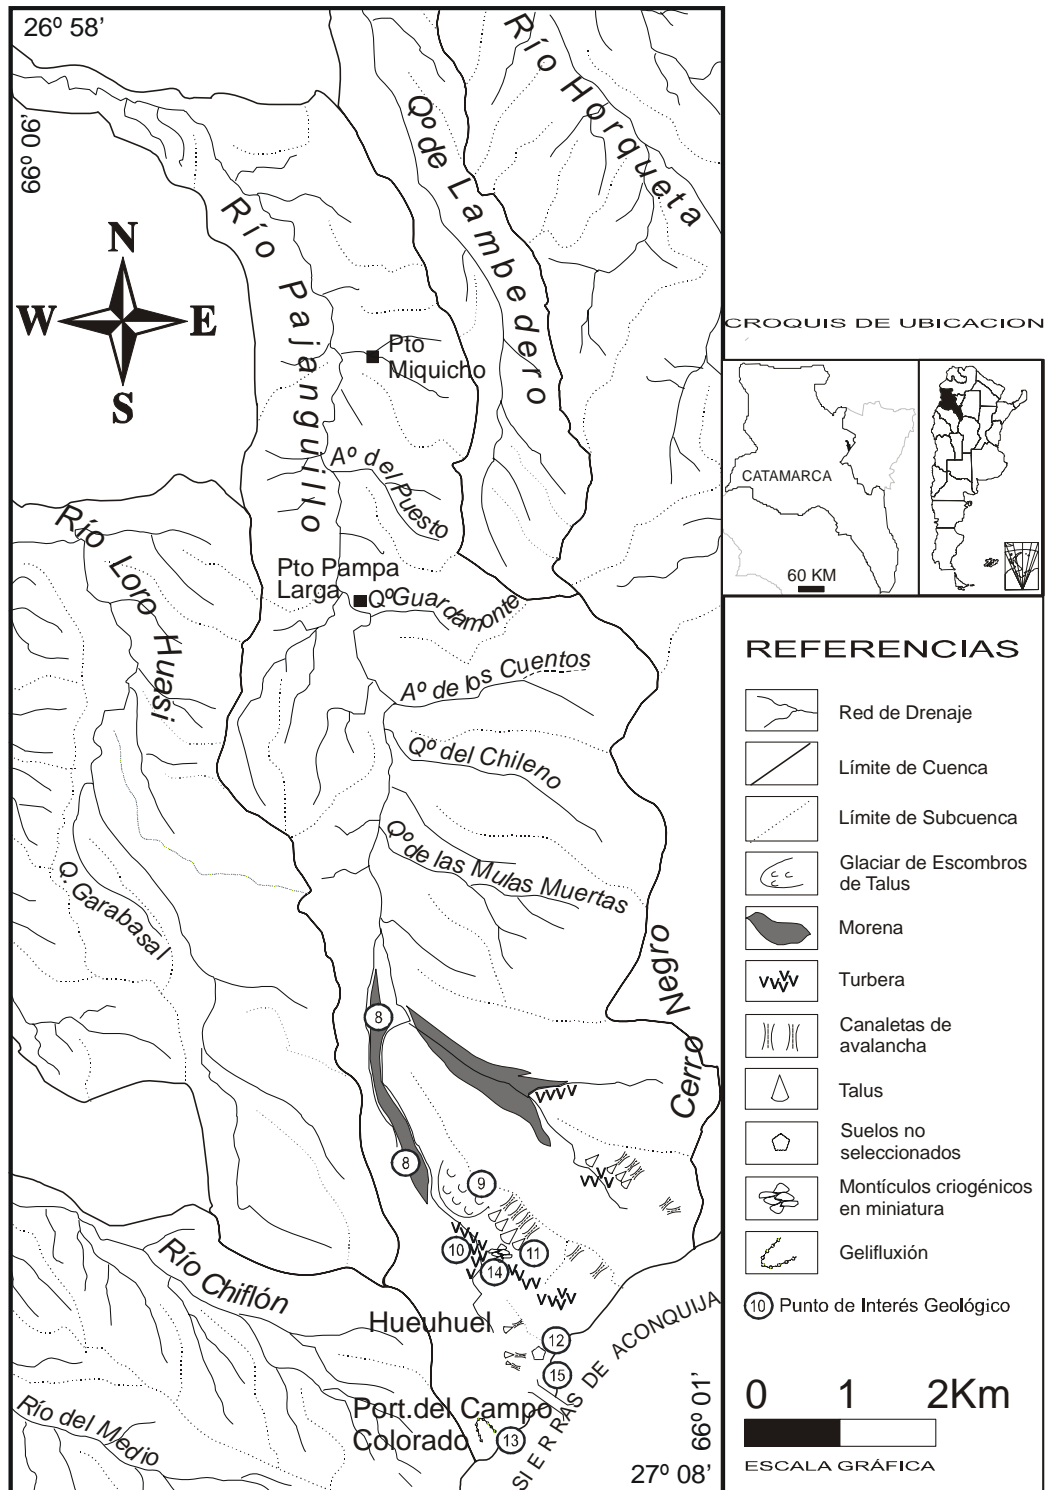 26º 58’
66º 06’
Río Horqueta
Qº de Lambedero
Río Pajanguillo
N
W
E
S
Pto
Miquicho
Aº del Puesto
Río Loro Huasi
Pto Pampa
Larga
QºGuardamonte
Aº de los Cuentos
Qº del Chileno
Qº de las Mulas Muertas
Q. Garabasal
Cerro Negro
8
8
9
10
11
14
12
15
13
Río Chiflón
Hueuhuel
Río del Medio
Port.del Campo
Colorado
SIERRAS DE ACONQUIJA
66º 01’
27º 08’
CROQUIS DE UBICACION
CATAMARCA
60 KM
REFERENCIAS
Red de Drenaje
Límite de Cuenca
Límite de Subcuenca
Glaciar de Escombros
de Talus
Morena
Turbera
Canaletas de
avalancha
Talus
Suelos no
seleccionados
Montículos criogénicos
en miniatura
Gelifluxión
10 Punto de Interés Geológico
0 1 2Km
ESCALA GRÁFICA